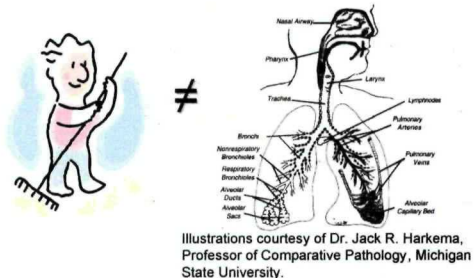 Nasal Airway
Pharynx
Larynx
Trachea
Lymphnodes
Pulmonary
Arteries
Bronchi
Nonrespiratory
Bronchioles
Pulmonary
Veins
Respiratory
Bronchioles
Alveolar
Ducts
Alveolar
Sacs
Alveolar
Capillary Bed
≠
Illustrations courtesy of Dr. Jack R. Harkema,
Professor of Comparative Pathology, Michigan
State University.